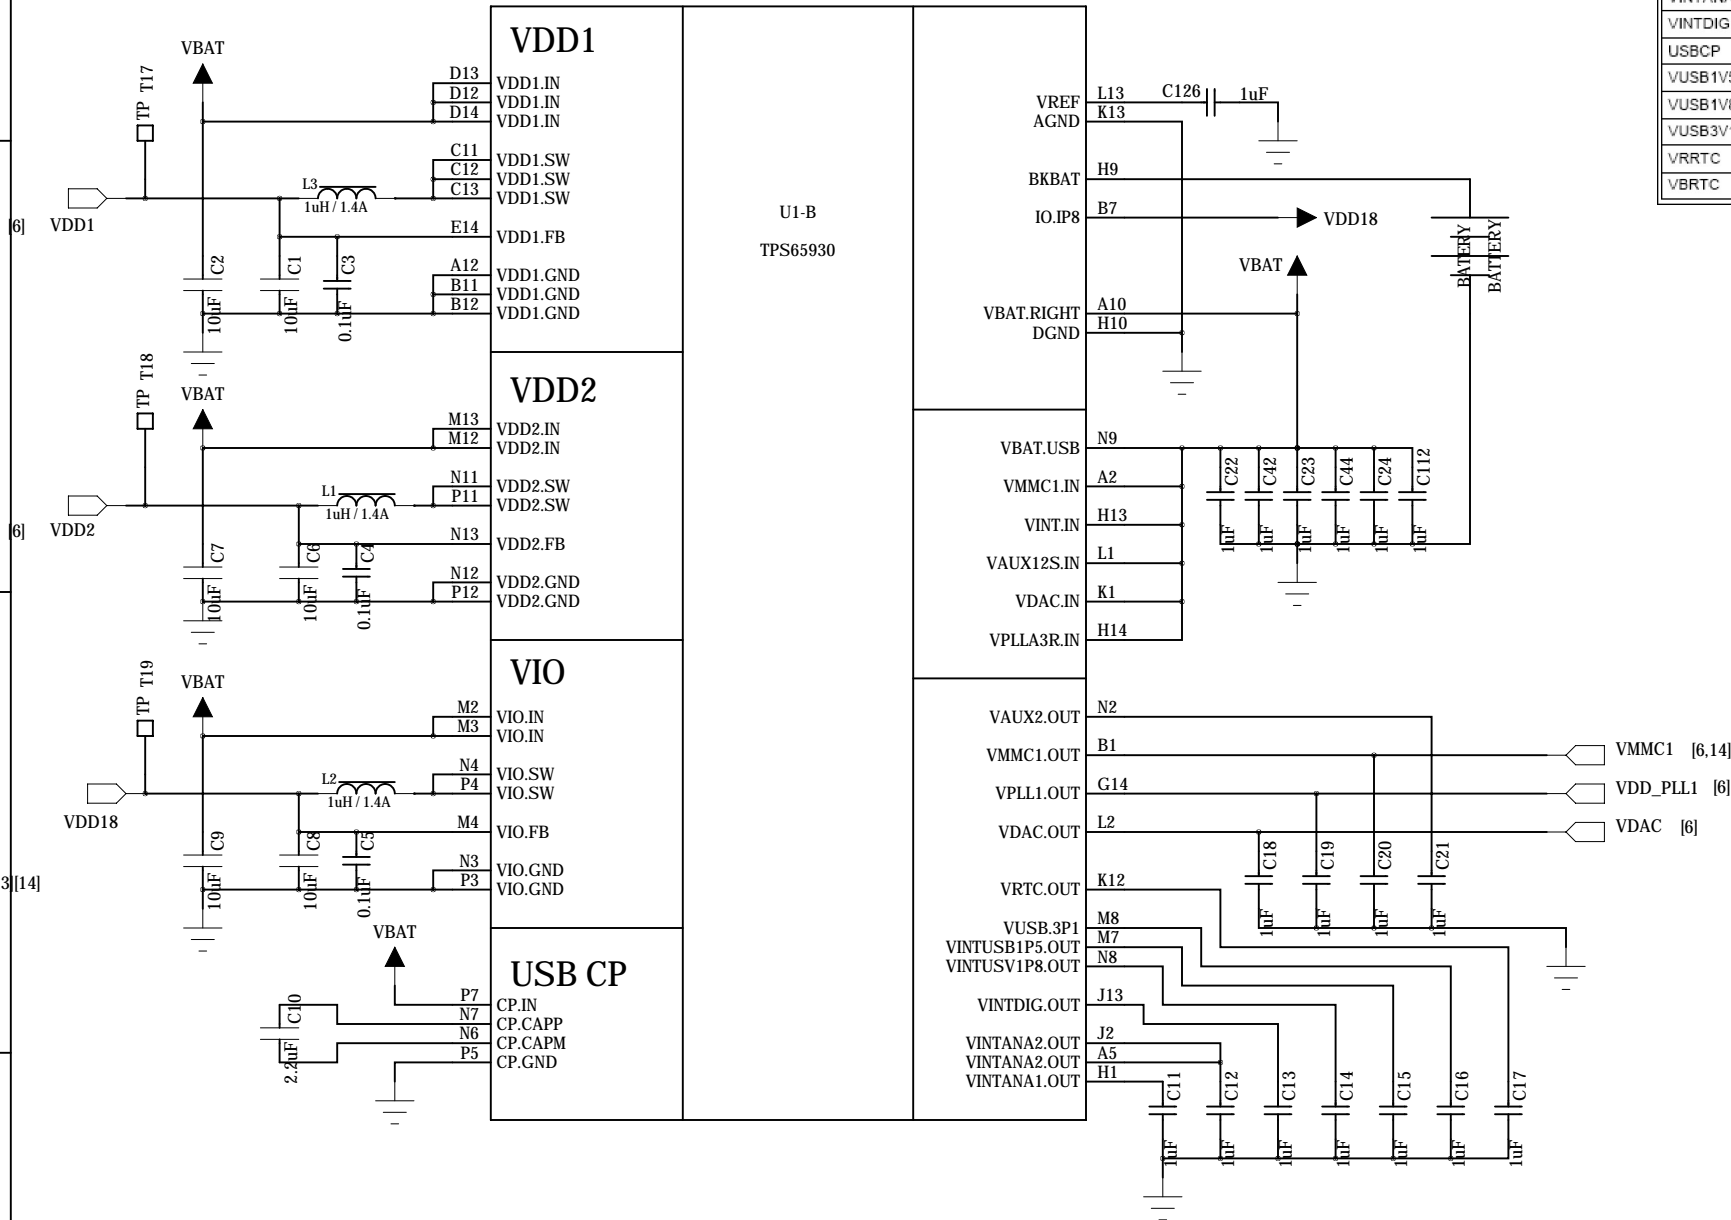 VDD1
VBAT
TP T17
D13 VDD1.IN
D12 VDD1.IN
D14 VDD1.IN
C11 VDD1.SW
C12 VDD1.SW
C13 VDD1.SW
L3
1uH / 1.4A
[6] VDD1
E14 VDD1.FB
A12 VDD1.GND
B11 VDD1.GND
B12 VDD1.GND
C2 10uF
C1 10uF
C3 0.1uF
U1-B
TPS65930
VREF L13 C126 1uF
AGND K13
BKBAT H9
IO.IP8 B7 VDD18
BATERY
BATTERY
VBAT
VBAT.RIGHT A10
DGND H10
VINTDIG
USBCP
VRRTC
VBRTC
VDD2
VBAT
TP T18
M13 VDD2.IN
M12 VDD2.IN
N11 VDD2.SW
P11 VDD2.SW
L1
1uH / 1.4A
[6] VDD2
N13 VDD2.FB
N12 VDD2.GND
P12 VDD2.GND
C7 10uF
C6 10uF
C4 0.1uF
VBAT.USB N9
VMMC1.IN A2
VINT.IN H13
VAUX12S.IN L1
VDAC.IN K1
VPLLA3R.IN H14
C22 1uF
C42 1uF
C23 1uF
C44 1uF
C24 1uF
C112 1uF
VIO
VBAT
TP T19
M2 VIO.IN
M3 VIO.IN
N4 VIO.SW
P4 VIO.SW
L2
1uH / 1.4A
VDD18
M4 VIO.FB
N3 VIO.GND
P3 VIO.GND
C9 10uF
C8 10uF
C5 0.1uF
3][14]
VAUX2.OUT N2
VMMC1.OUT B1 VMMC1 [6,14]
VPLL1.OUT G14 VDD_PLL1 [6]
VDAC.OUT L2 VDAC [6]
C18 1uF
C19 1uF
C20 1uF
C21 1uF
VRTC.OUT K12
VUSB.3P1 M8
VINTUSB1P5.OUT M7
VINTUSV1P8.OUT N8
VINTDIG.OUT J13
VINTANA2.OUT J2
VINTANA2.OUT A5
VINTANA1.OUT H1
C11 1uF
C12 1uF
C13 1uF
C14 1uF
C15 1uF
C16 1uF
C17 1uF
USB CP
VBAT
P7 CP.IN
N7 CP.CAPP
N6 CP.CAPM
P5 CP.GND
C10 2.2uF